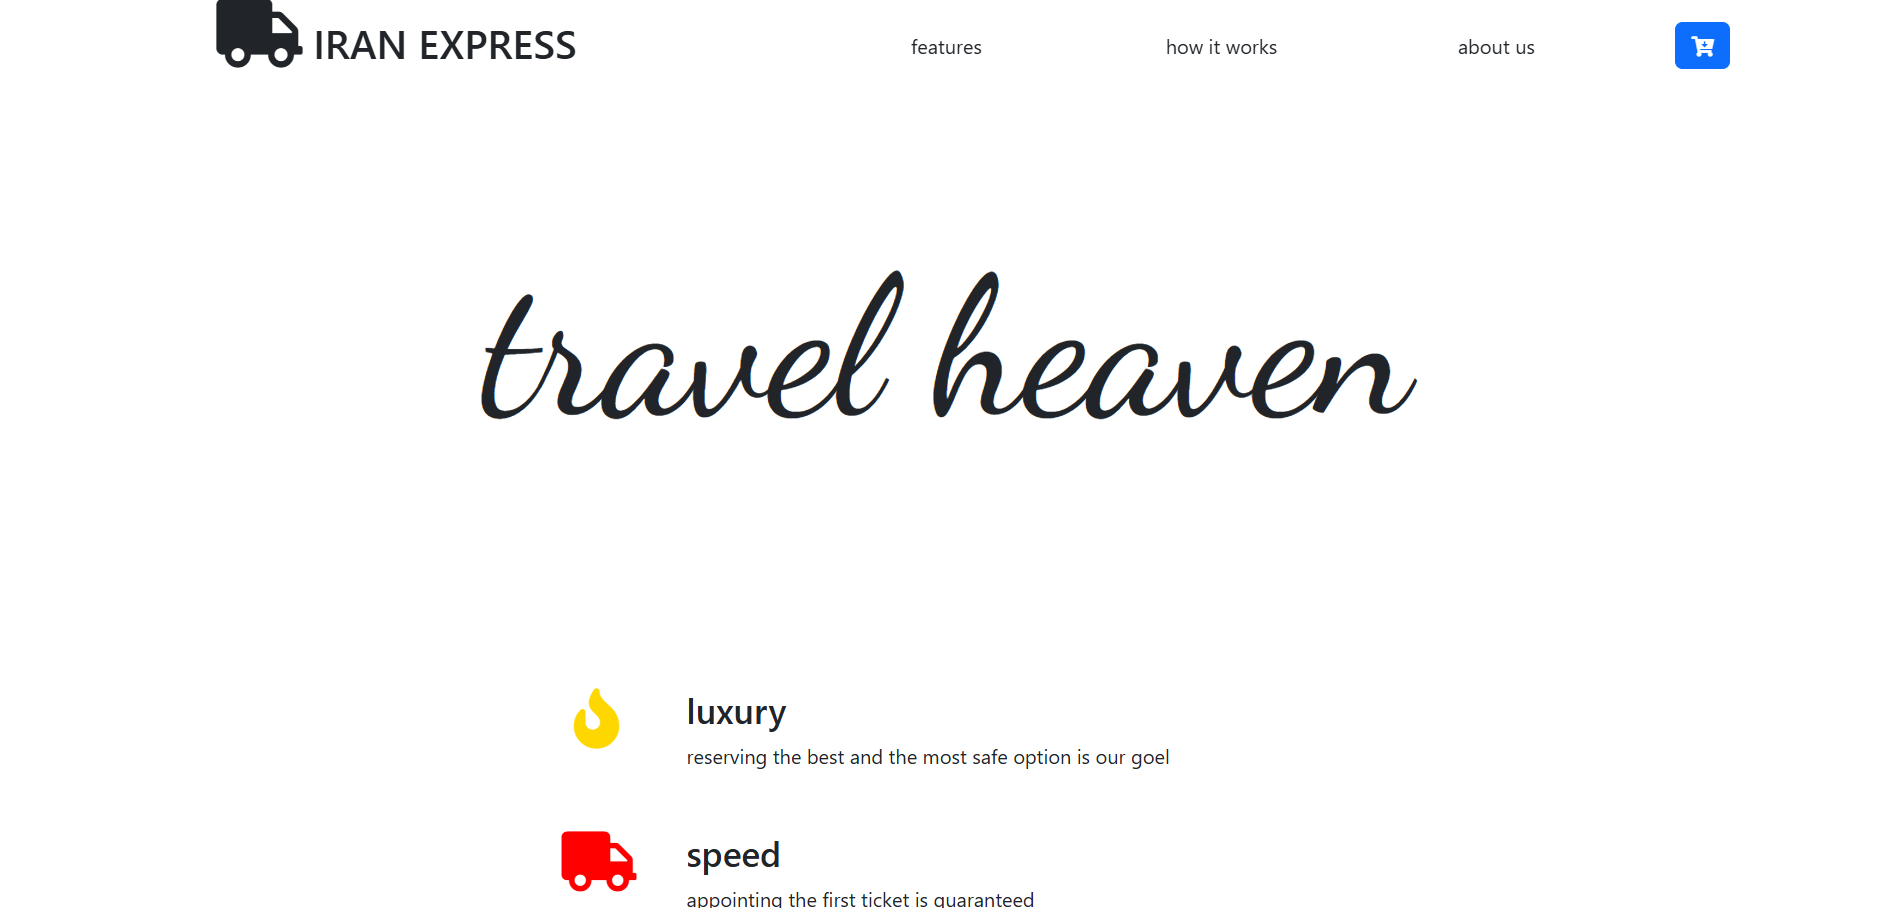 IRAN EXPRESS
features
how it works
about us
travel heaven
luxury
reserving the best and the most safe option is our goel
speed
appointing the first ticket is guaranteed